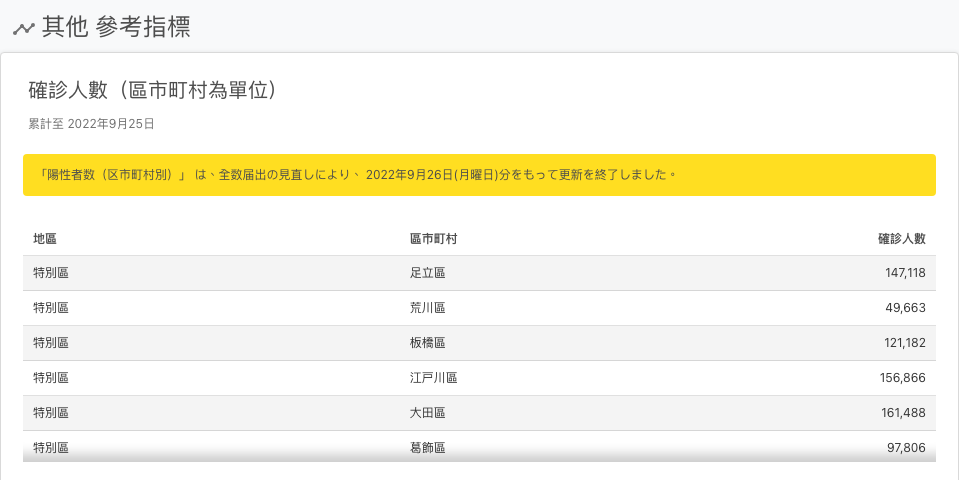 其他 參考指標
確診人數（區市町村為單位）
累計至 2022年9月25日
「陽性者数（区市町村別）」 は、全数届出の見直しにより、 2022年9月26日(月曜日)分をもって更新を終了しました。
地區 區市町村 確診人數
特別區 足立區 147,118
特別區 荒川區 49,663
特別區 板橋區 121,182
特別區 江戸川區 156,866
特別區 大田區 161,488
特別區 葛飾區 97,806